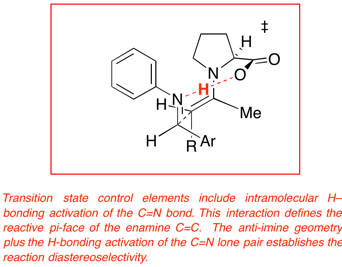 ‡
H
N
O
O
H
N
H
Me
H
Ar
R
Transition state control elements include intramolecular H–
bonding activation of the C=N bond. This interaction defines the
reactive pi-face of the enamine C=C. The anti-imine geometry
plus the H-bonding activation of the C=N lone pair establishes the
reaction diastereoselectivity.